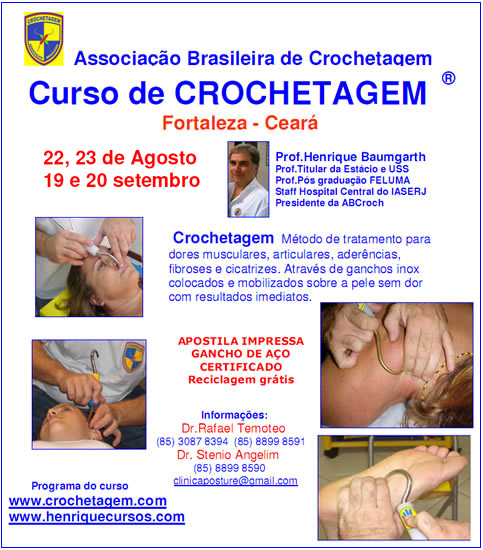 CROCHETAGEM
Associação Brasileira de Crochetagem
Curso de CROCHETAGEM ®
Fortaleza - Ceará
22, 23 de Agosto
19 e 20 setembro
Prof.Henrique Baumgarth
Prof.Titular da Estácio e USS
Prof.Pós graduação FELUMA
Staff Hospital Central do IASERJ
Presidente da ABCroch
Crochetagem Método de tratamento para
dores musculares, articulares, aderências,
fibroses e cicatrizes. Através de ganchos inox
colocados e mobilizados sobre a pele sem dor
com resultados imediatos.
APOSTILA IMPRESSA
GANCHO DE AÇO
CERTIFICADO
Reciclagem grátis
Informações:
Dr.Rafael Temoteo
(85) 3087 8394 (85) 8899 8591
Dr. Stenio Angelim
(85) 8899 8590
clinicaposture@gmail.com
Programa do curso
www.crochetagem.com
www.henriquecursos.com